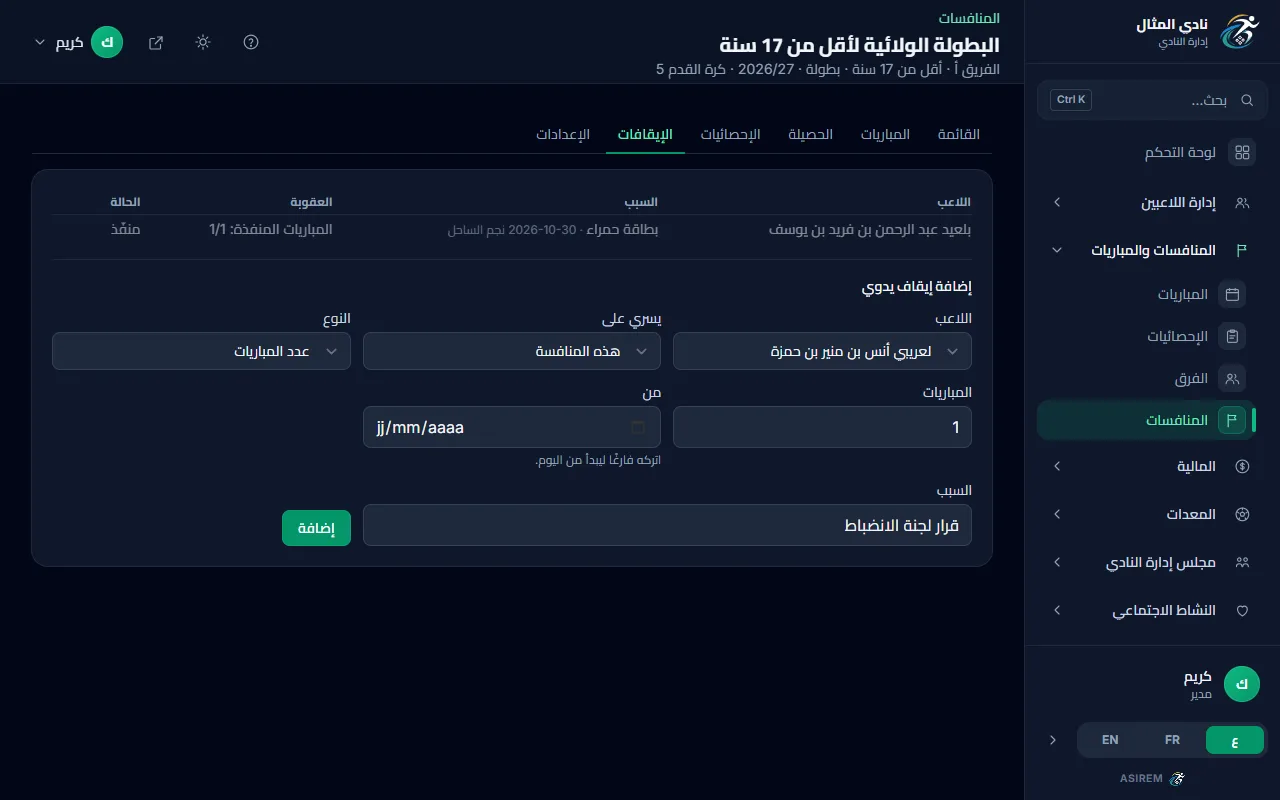 نادي المثال
إدارة النادي
بحث...
Ctrl K
لوحة التحكم
إدارة اللاعبين
المنافسات والمباريات
المباريات
الإحصائيات
الفرق
المنافسات
المالية
المعدات
مجلس إدارة النادي
النشاط الاجتماعي
ك
كريم
مدير
ع
FR
EN
ASIREM
المنافسات
البطولة الولائية لأقل من 17 سنة
الفريق أ · أقل من 17 سنة · بطولة · 2026/27 · كرة القدم 5
ك
كريم
القائمة
المباريات
الحصيلة
الإحصائيات
الإيقافات
الإعدادات
اللاعب
السبب
العقوبة
الحالة
بلعيد عبد الرحمن بن فريد بن يوسف
بطاقة حمراء · 30-10-2026 نجم الساحل
المباريات المنفذة: 1/1
منفّذ
إضافة إيقاف يدوي
اللاعب
يسري على
النوع
لعريبي أنس بن منير بن حمزة
هذه المنافسة
عدد المباريات
المباريات
من
1
jj/mm/aaaa
اتركه فارغًا ليبدأ من اليوم.
السبب
قرار لجنة الانضباط
إضافة